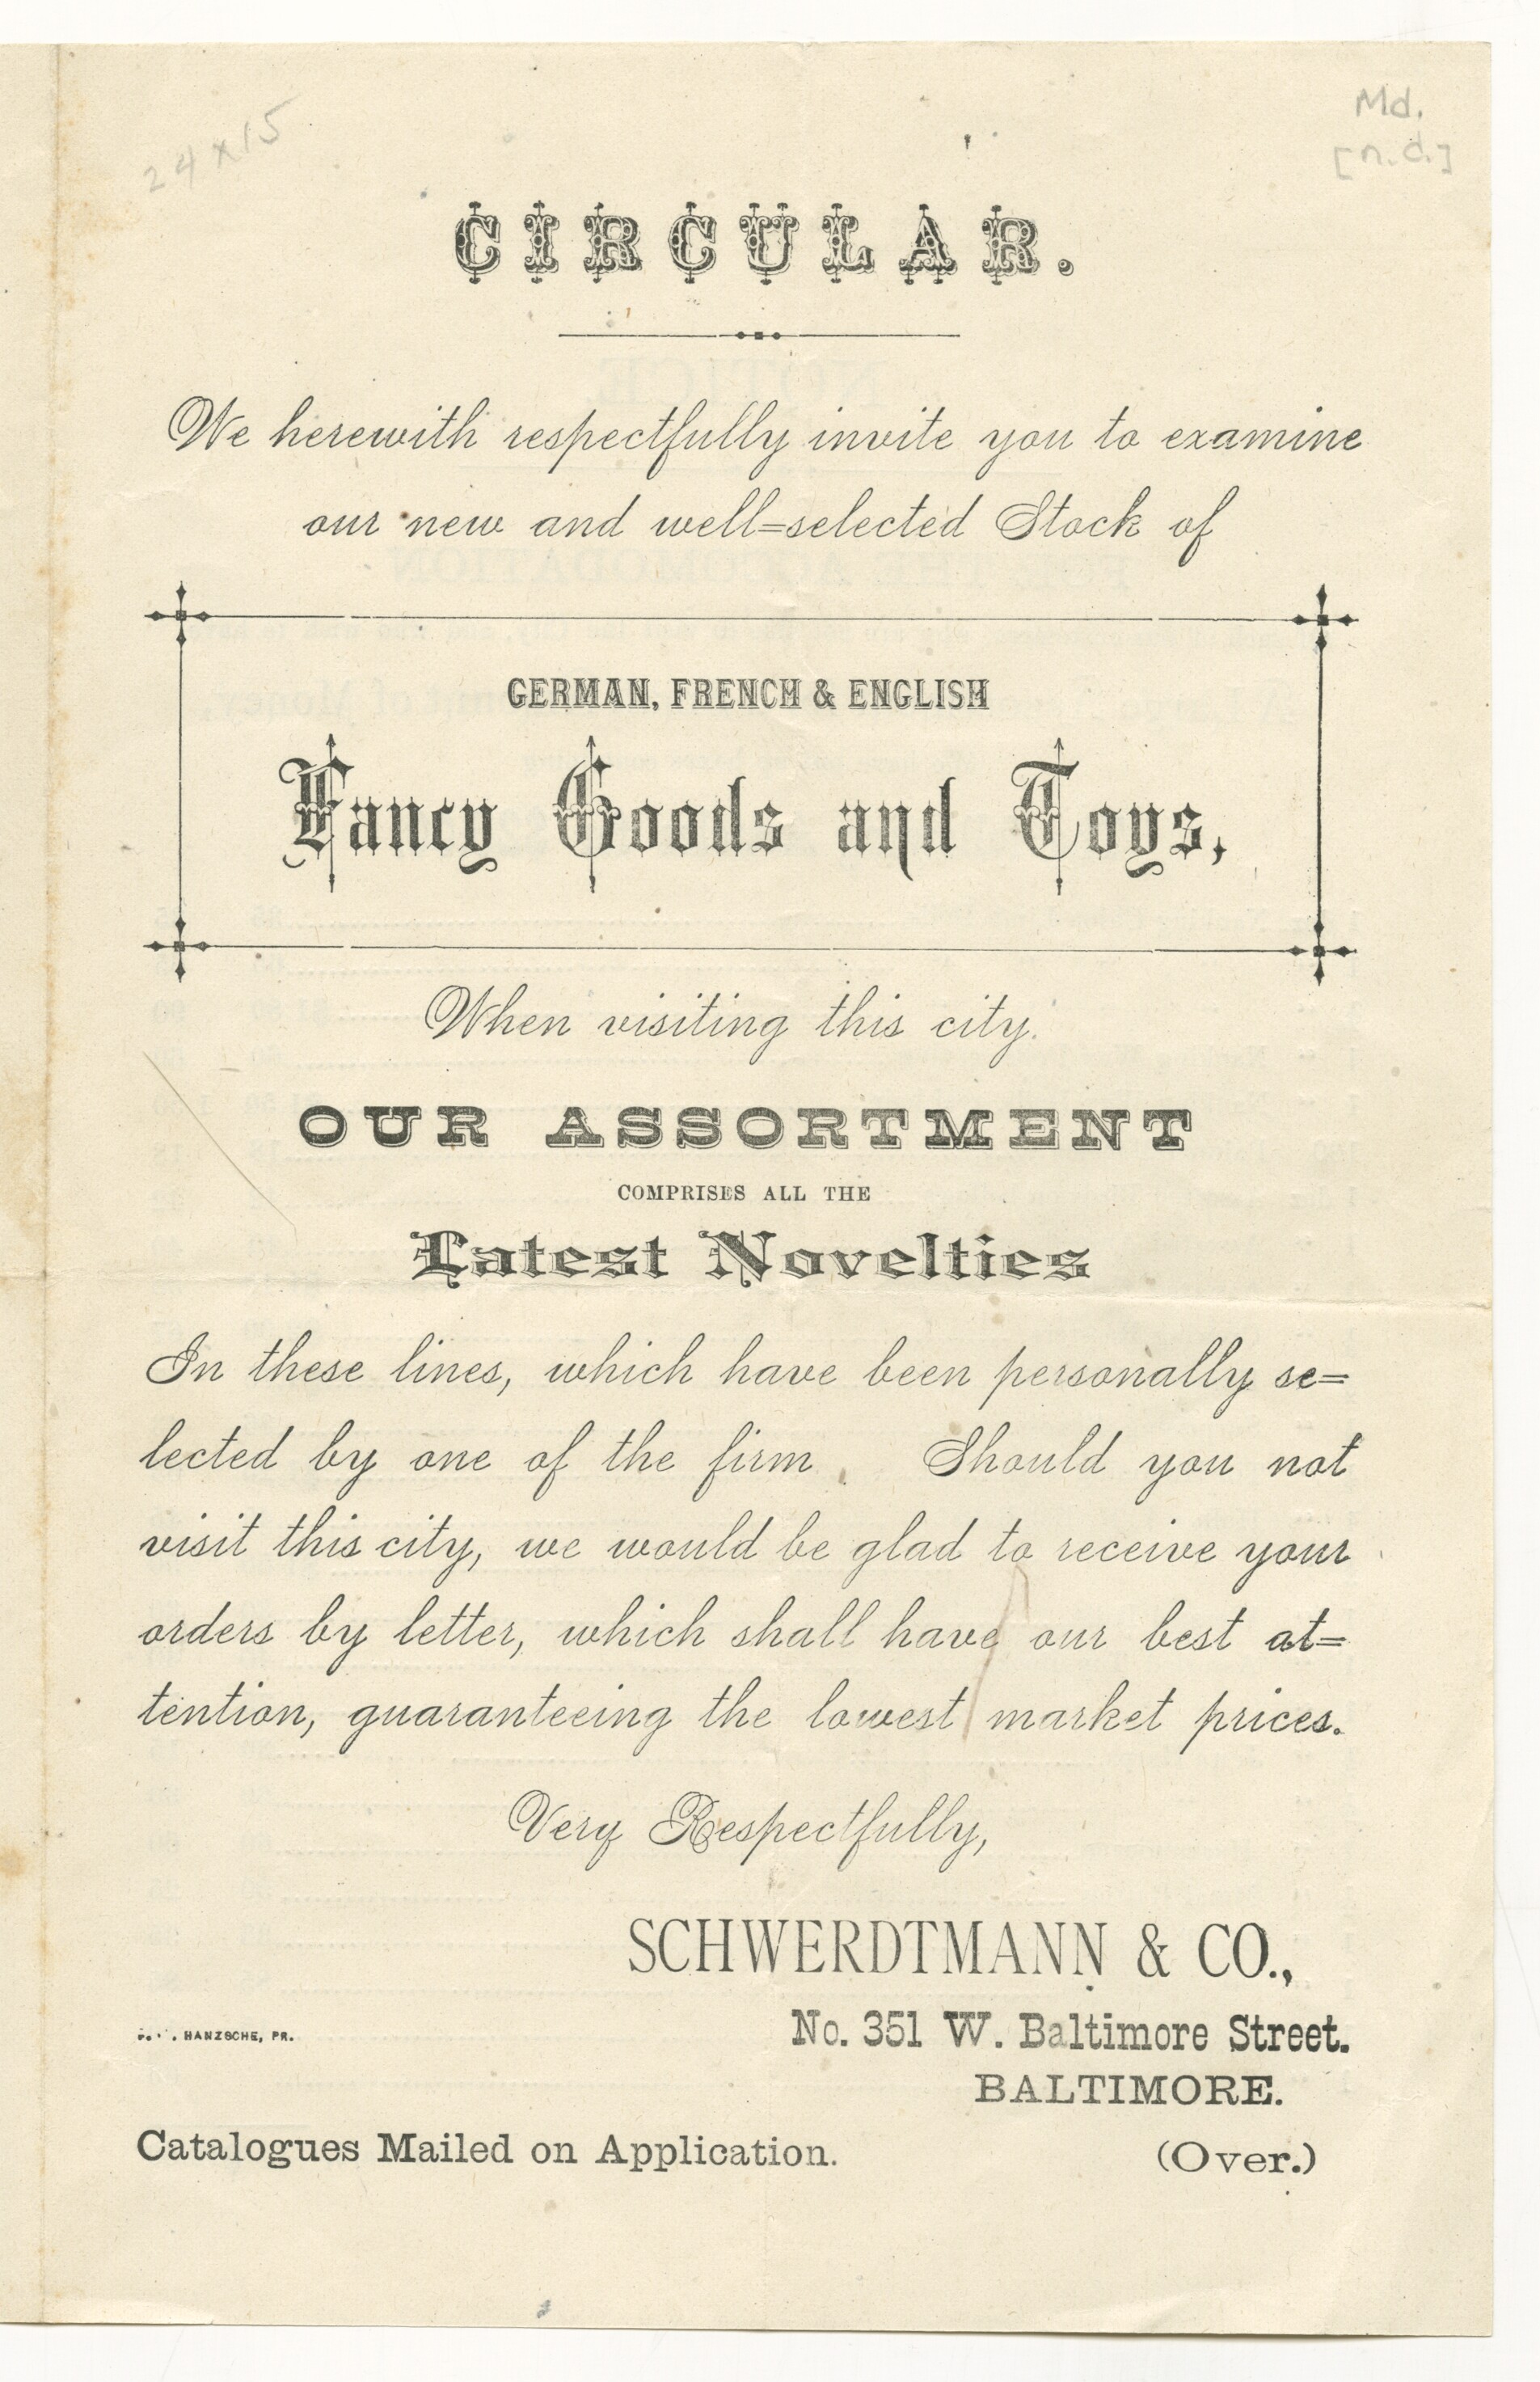 24 x 15
Md.
[n.d.]
CIRCULAR.
We herewith respectfully invite you to examine
our new and well=selected Stock of
GERMAN, FRENCH & ENGLISH
Fancy Goods and Toys,
When visiting this city.
OUR ASSORTMENT
COMPRISES ALL THE
Latest Novelties
In these lines, which have been personally se=
lected by one of the firm. Should you not
visit this city, we would be glad to receive your
orders by letter, which shall have our best at=
tention, guaranteeing the lowest market prices.
Very Respectfully,
SCHWERDTMANN & CO.,
No. 351 W. Baltimore Street.
HANZSCHE, PR.
BALTIMORE.
Catalogues Mailed on Application.
(Over.)